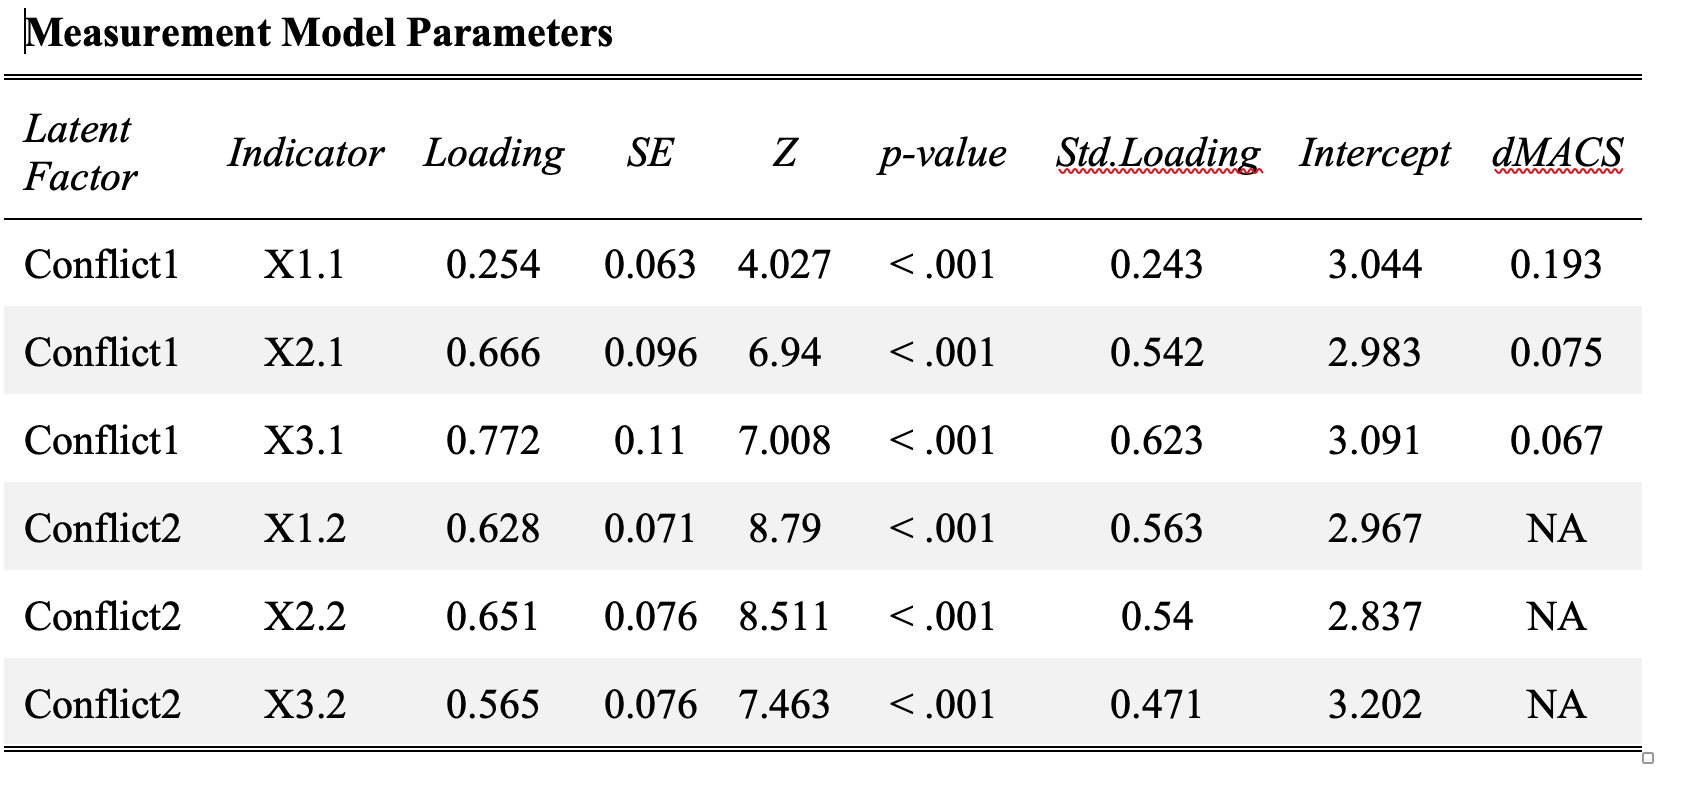 Measurement Model Parameters
Latent Factor Indicator Loading SE Z p-value Std.Loading Intercept dMACS
Conflict1 X1.1 0.254 0.063 4.027 < .001 0.243 3.044 0.193
Conflict1 X2.1 0.666 0.096 6.94 < .001 0.542 2.983 0.075
Conflict1 X3.1 0.772 0.11 7.008 < .001 0.623 3.091 0.067
Conflict2 X1.2 0.628 0.071 8.79 < .001 0.563 2.967 NA
Conflict2 X2.2 0.651 0.076 8.511 < .001 0.54 2.837 NA
Conflict2 X3.2 0.565 0.076 7.463 < .001 0.471 3.202 NA